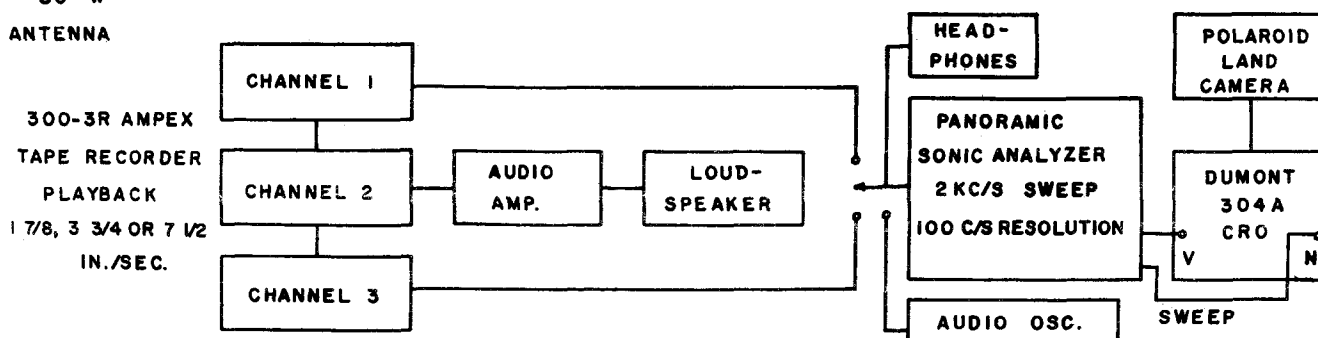 ANTENNA
300-3R AMPEX
TAPE RECORDER
PLAYBACK
1 7/8, 3 3/4 OR 7 1/2
IN./SEC.
CHANNEL 1
CHANNEL 2
CHANNEL 3
AUDIO
AMP.
LOUD-
SPEAKER
HEAD-
PHONES
PANORAMIC
SONIC ANALYZER
2 KC/S SWEEP
100 C/S RESOLUTION
AUDIO OSC.
POLAROID
LAND
CAMERA
DUMONT
304A
CRO
V
SWEEP